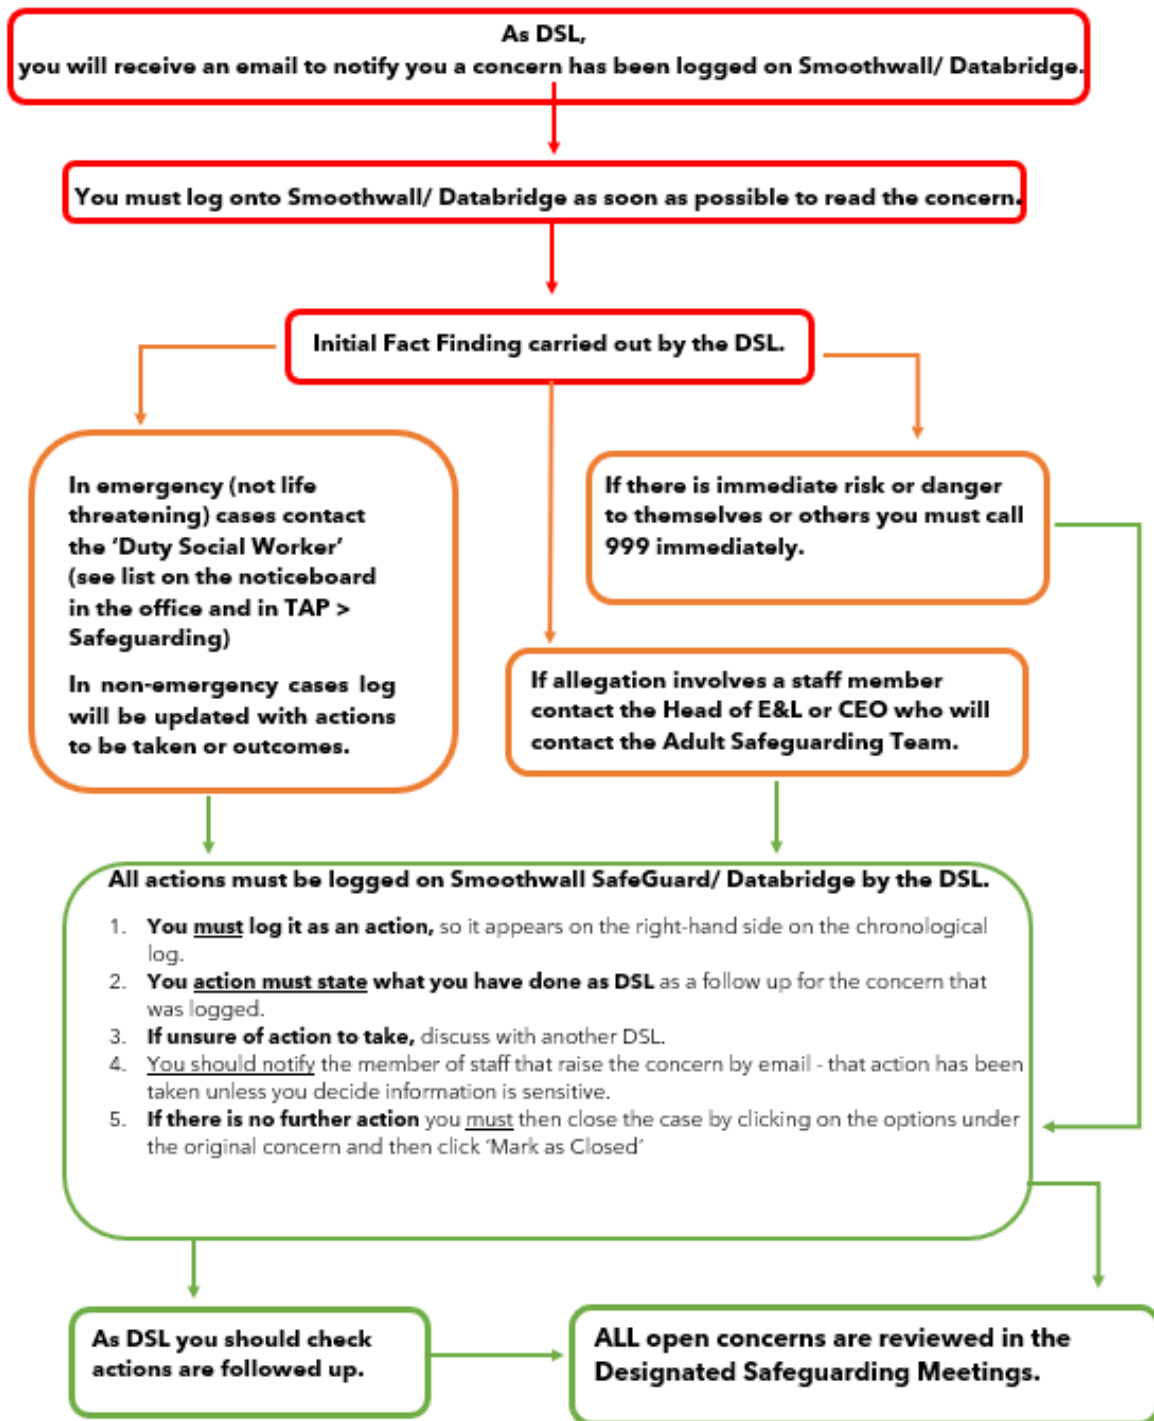 As DSL,
you will receive an email to notify you a concern has been logged on Smoothwall/ Databridge.
You must log onto Smoothwall/ Databridge as soon as possible to read the concern.
Initial Fact Finding carried out by the DSL.
In emergency (not life
threatening) cases contact
the ‘Duty Social Worker’
(see list on the noticeboard
in the office and in TAP >
Safeguarding)
In non-emergency cases log
will be updated with actions
to be taken or outcomes.
If there is immediate risk or danger
to themselves or others you must call
999 immediately.
If allegation involves a staff member
contact the Head of E&L or CEO who will
contact the Adult Safeguarding Team.
All actions must be logged on Smoothwall SafeGuard/ Databridge by the DSL.
1. You must log it as an action, so it appears on the right-hand side on the chronological
log.
2. You action must state what you have done as DSL as a follow up for the concern that
was logged.
3. If unsure of action to take, discuss with another DSL.
4. You should notify the member of staff that raise the concern by email - that action has been
taken unless you decide information is sensitive.
5. If there is no further action you must then close the case by clicking on the options under
the original concern and then click ‘Mark as Closed’
As DSL you should check
actions are followed up.
ALL open concerns are reviewed in the
Designated Safeguarding Meetings.